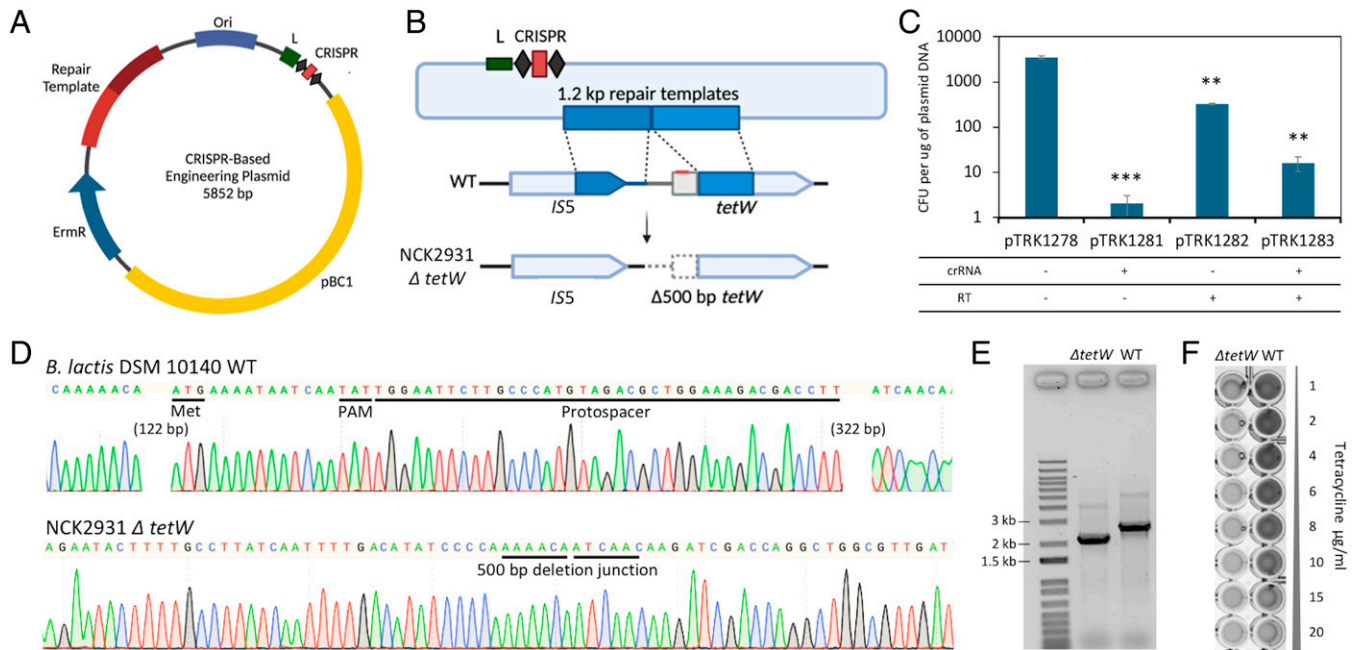 A
Ori
L
CRISPR
Repair
Template
CRISPR-Based
Engineering Plasmid
5852 bp
ErmR
pBC1
B
L CRISPR
1.2 kp repair templates
WT
IS5
tetW
NCK2931
Δ tetW
IS5
Δ500 bp tetW
C
CFU per ug of plasmid DNA
10000
1000
100
10
1
***
**
**
pTRK1278 pTRK1281 pTRK1282 pTRK1283
crRNA - + - +
RT - - + +
D
B. lactis DSM 10140 WT
CAAAAACA ATGAAAATAATCAATATTGGAATTCTTGCCCATGTAGACGCTGGAAAGACGACCTT ATCAACAA
Met PAM Protospacer
(122 bp) (322 bp)
NCK2931 Δ tetW
AGAATACTTTTGCCTTATCAATTTTGACATATCCCCAAAAACAATCAACAAGATCGACCAGGCTGGCGTTGAT
500 bp deletion junction
E
ΔtetW WT
3 kb
2 kb
1.5 kb
F
ΔtetW WT
1
2
4
6
8
10
15
20
Tetracycline µg/ml